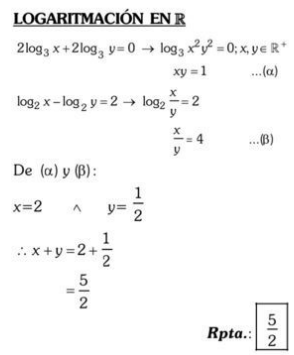 LOGARITMACIÓN EN ℝ
2log₃ x+2log₃ y=0 → log₃ x²y²=0; x, y ∈ ℝ⁺
xy=1 ...(α)
log₂ x−log₂ y=2 → log₂ x/y=2
x/y=4 ...(β)
De (α) y (β):
x=2 ∧ y=1/2
∴ x+y=2+1/2
=5/2
Rpta.: 5/2